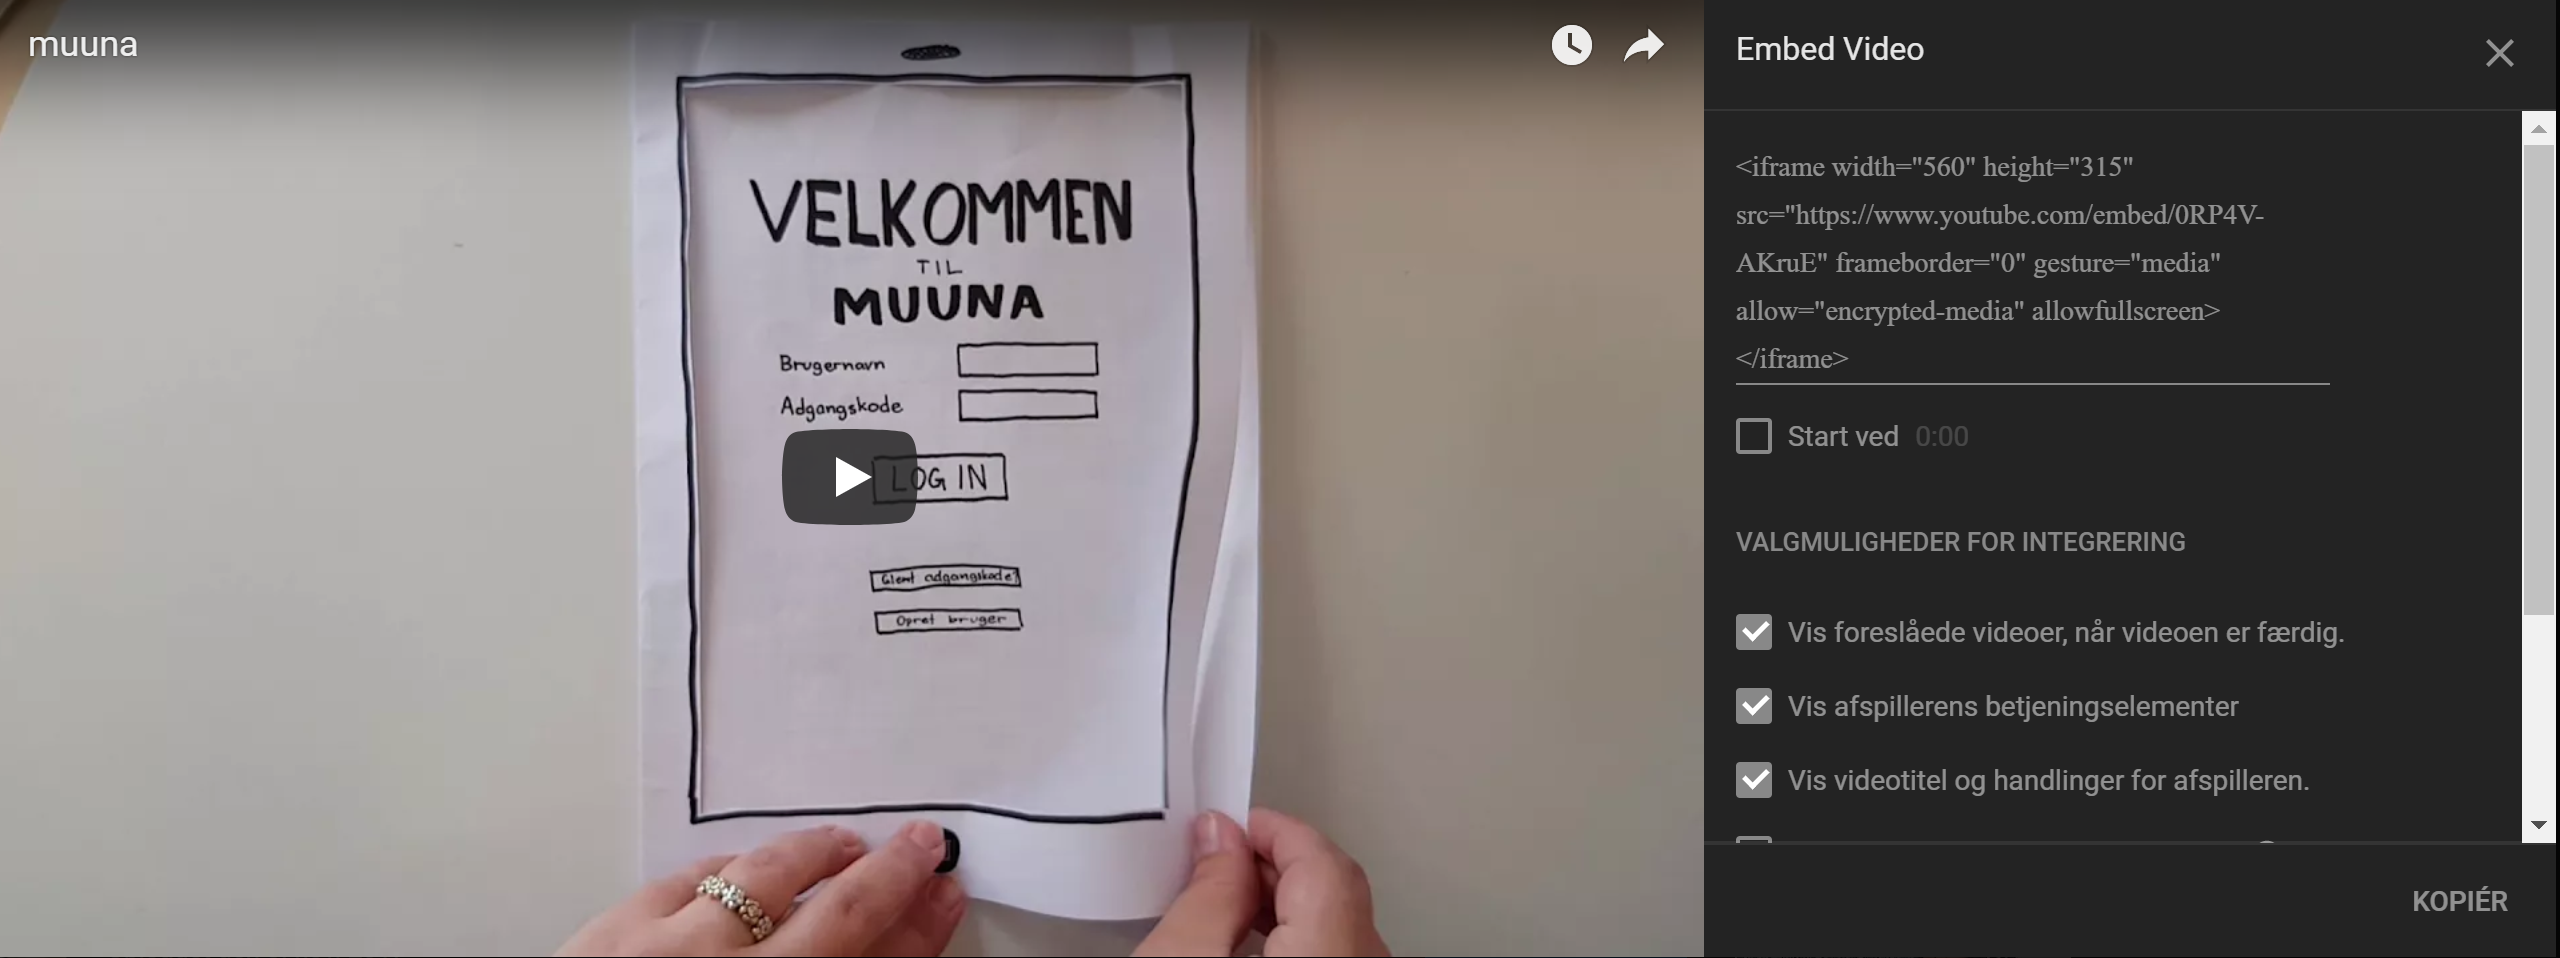 muuna
VELKOMMEN
TIL
MUUNA
Brugernavn
Adgangskode
LOG IN
Glemt adgangskode?
Opret bruger
Embed Video
<iframe width="560" height="315"
src="https://www.youtube.com/embed/0RP4V-
AKruE" frameborder="0" gesture="media"
allow="encrypted-media" allowfullscreen>
</iframe>
Start ved 0:00
VALGMULIGHEDER FOR INTEGRERING
Vis foreslåede videoer, når videoen er færdig.
Vis afspillerens betjeningselementer
Vis videotitel og handlinger for afspilleren.
KOPIÉR